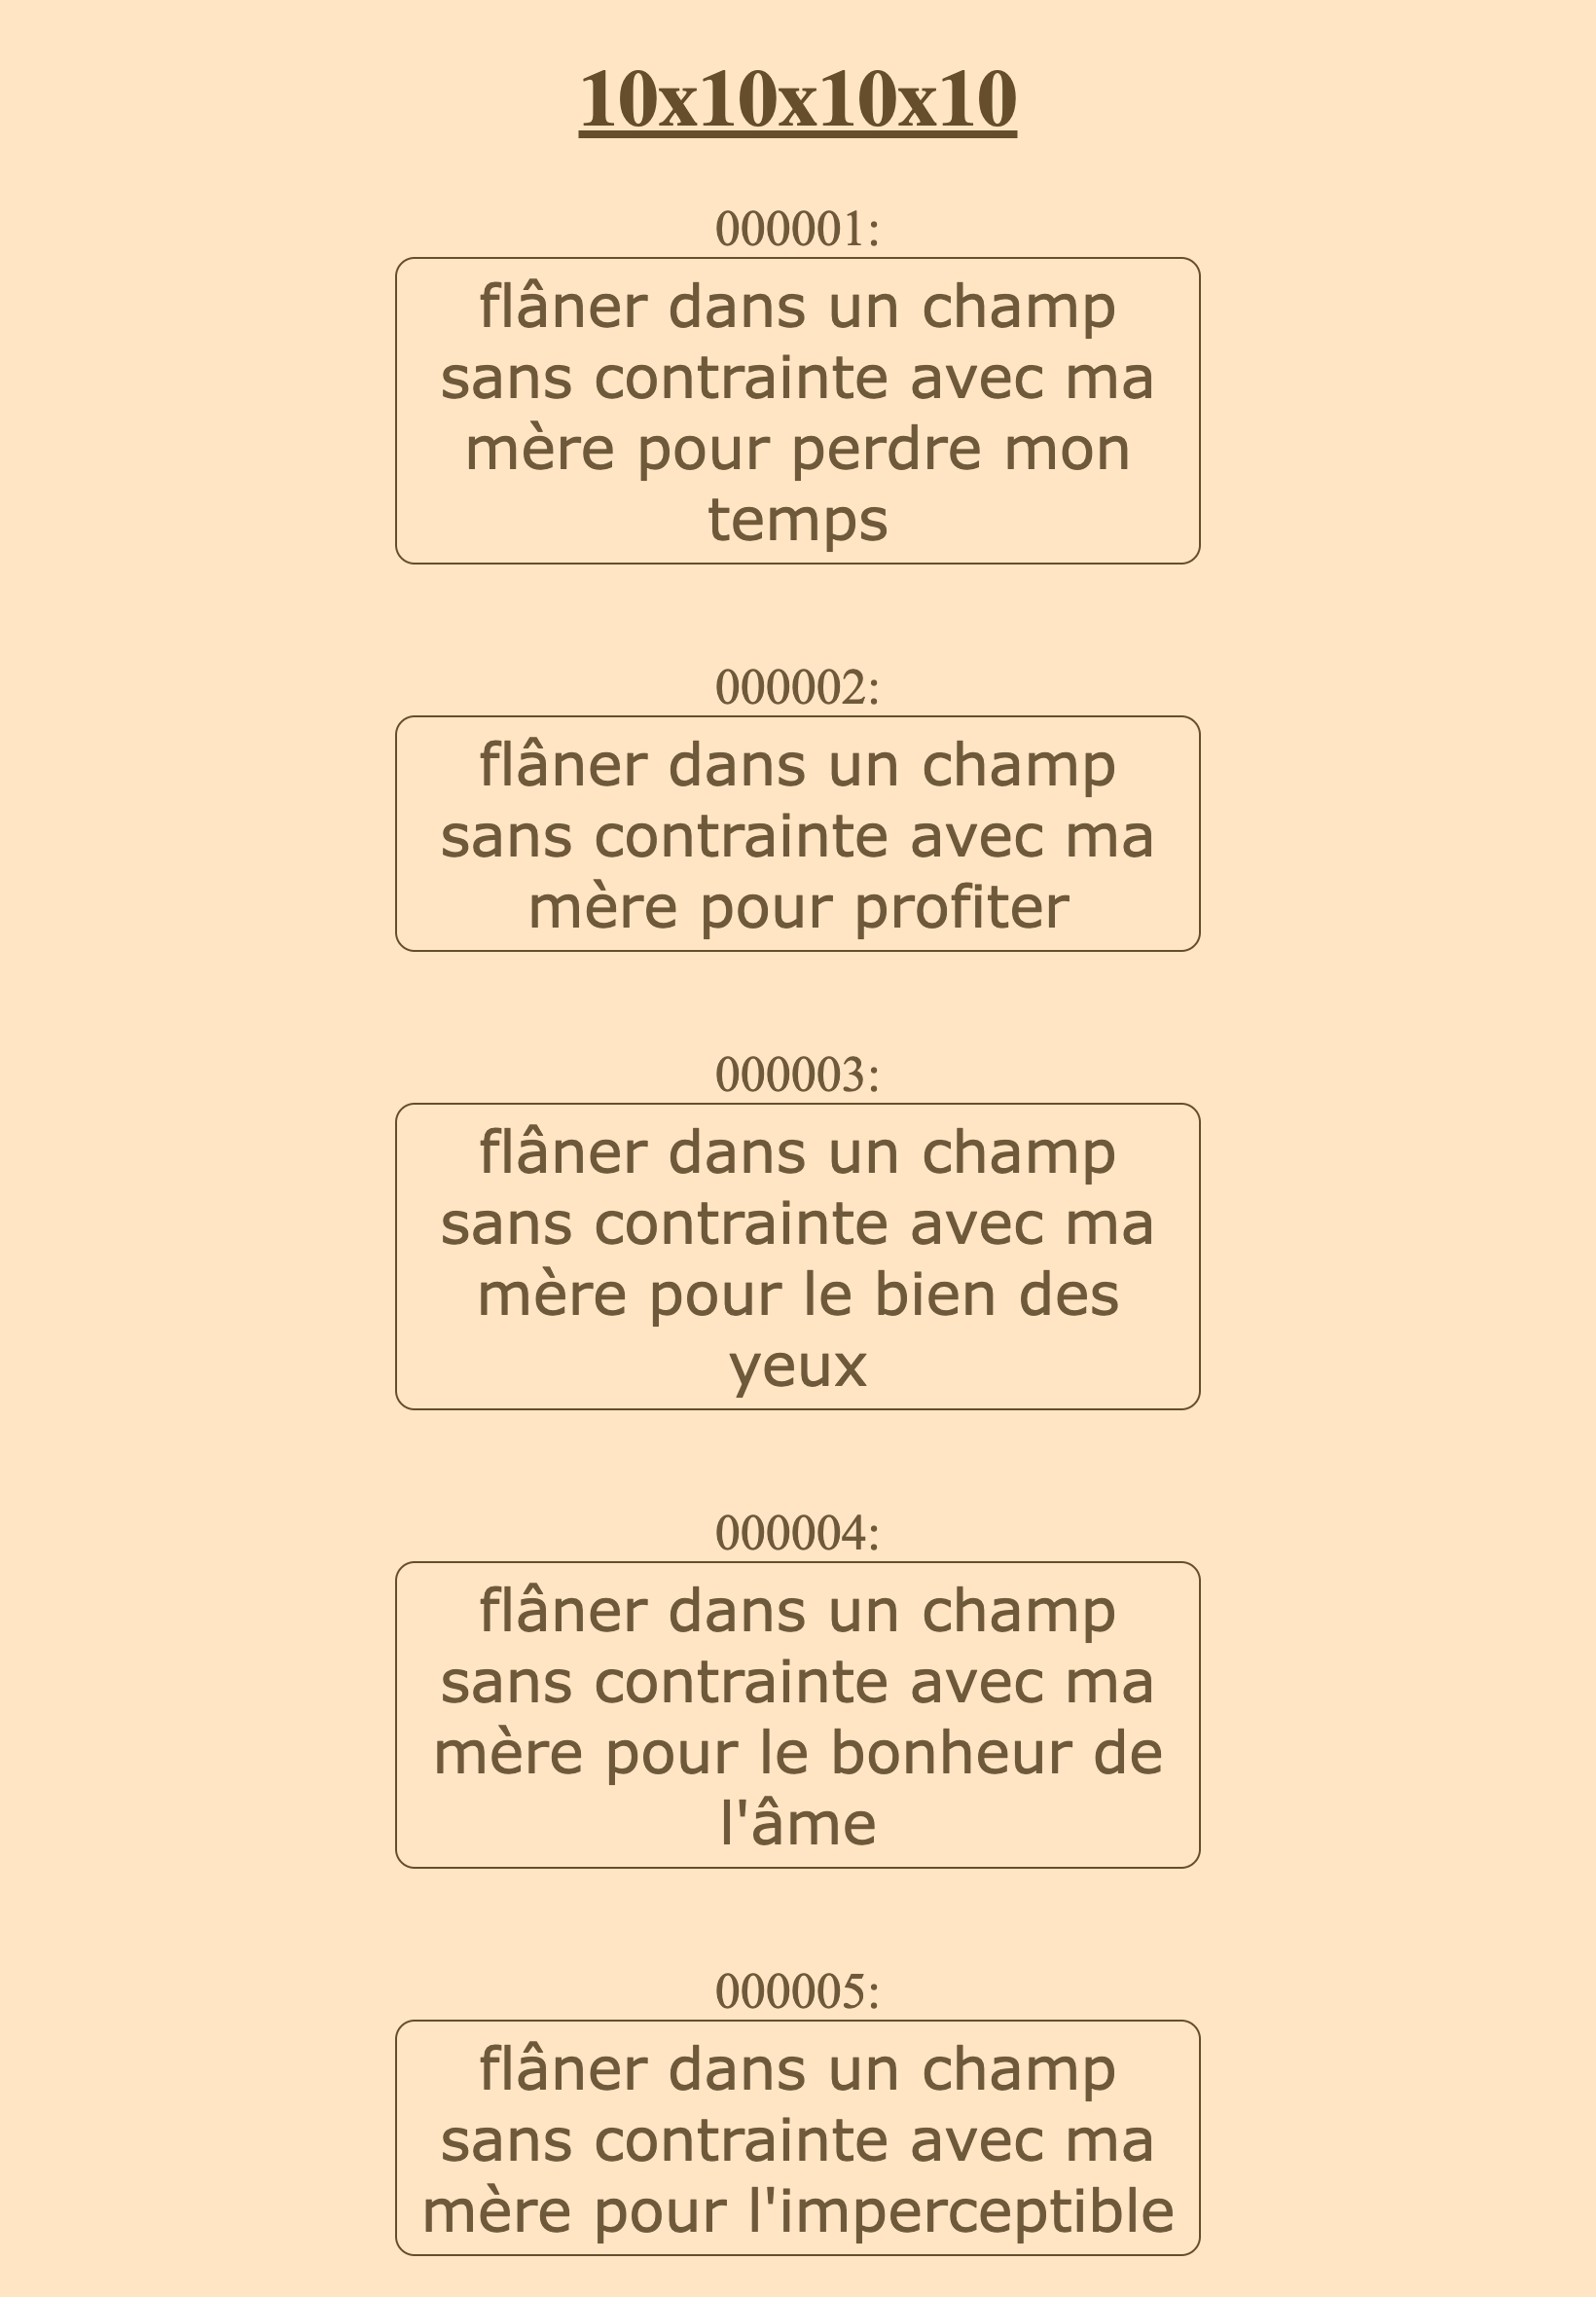 10x10x10x10
000001:
flâner dans un champ
sans contrainte avec ma
mère pour perdre mon
temps
000002:
flâner dans un champ
sans contrainte avec ma
mère pour profiter
000003:
flâner dans un champ
sans contrainte avec ma
mère pour le bien des
yeux
000004:
flâner dans un champ
sans contrainte avec ma
mère pour le bonheur de
l'âme
000005:
flâner dans un champ
sans contrainte avec ma
mère pour l'imperceptible